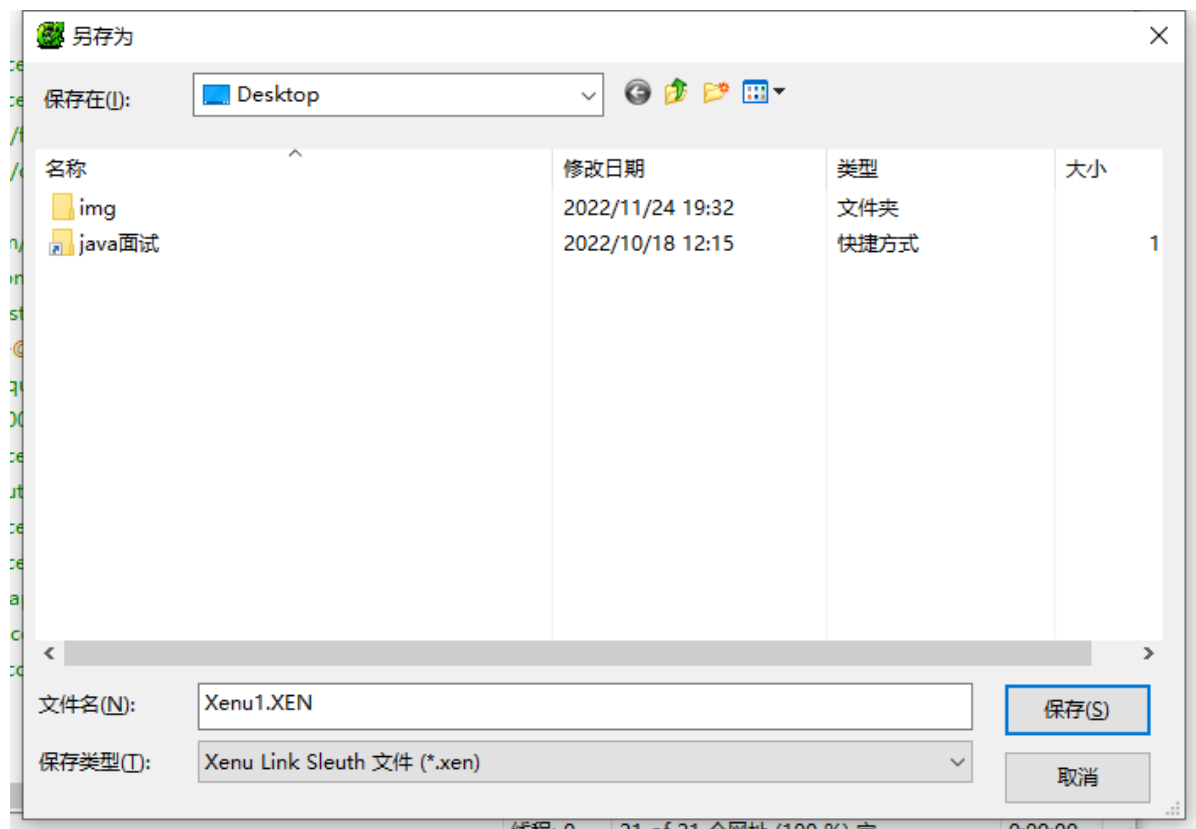 另存为
保存在(I):
Desktop
名称
修改日期
类型
大小
img
2022/11/24 19:32
文件夹
java面试
2022/10/18 12:15
快捷方式
1
文件名(N):
Xenu1.XEN
保存(S)
保存类型(T):
Xenu Link Sleuth 文件 (*.xen)
取消